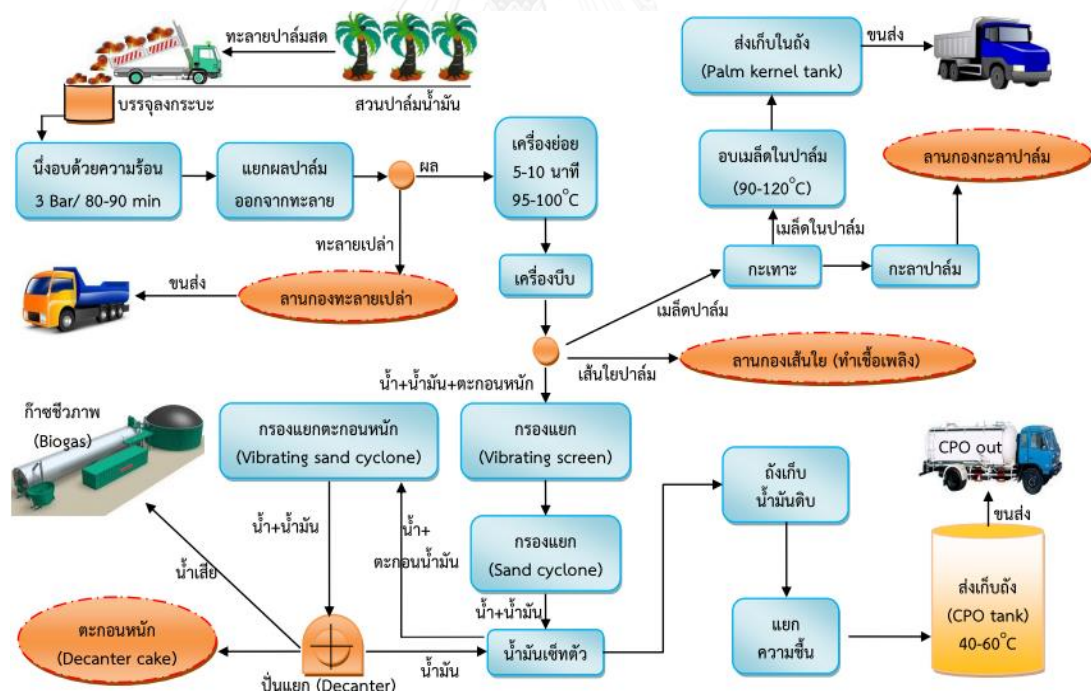 ทะลายปาล์มสด
บรรจุลงกระบะ
สวนปาล์มน้ำมัน
นึ่งอบด้วยความร้อน
3 Bar/ 80-90 min
แยกผลปาล์ม
ออกจากทะลาย
ผล
เครื่องย่อย
5-10 นาที
95-100°C
ทะลายเปล่า
ลานกองทะลายเปล่า
ขนส่ง
เครื่องบีบ
ส่งเก็บในถัง
(Palm kernel tank)
ขนส่ง
อบเมล็ดในปาล์ม
(90-120°C)
ลานกองกะลาปาล์ม
เมล็ดในปาล์ม
กะเทาะ
กะลาปาล์ม
เมล็ดปาล์ม
เส้นใยปาล์ม
ลานกองเส้นใย (ทำเชื้อเพลิง)
น้ำ+น้ำมัน+ตะกอนหนัก
ก๊าซชีวภาพ
(Biogas)
กรองแยกตะกอนหนัก
(Vibrating sand cyclone)
กรองแยก
(Vibrating screen)
กรองแยก
(Sand cyclone)
น้ำ+น้ำมัน
น้ำ+
ตะกอนน้ำมัน
น้ำ+น้ำมัน
น้ำเสีย
ตะกอนหนัก
(Decanter cake)
ปั่นแยก (Decanter)
น้ำมัน
น้ำมันเซ็ทตัว
ถังเก็บ
น้ำมันดิบ
แยก
ความชื้น
CPO out
ขนส่ง
ส่งเก็บถัง
(CPO tank)
40-60°C